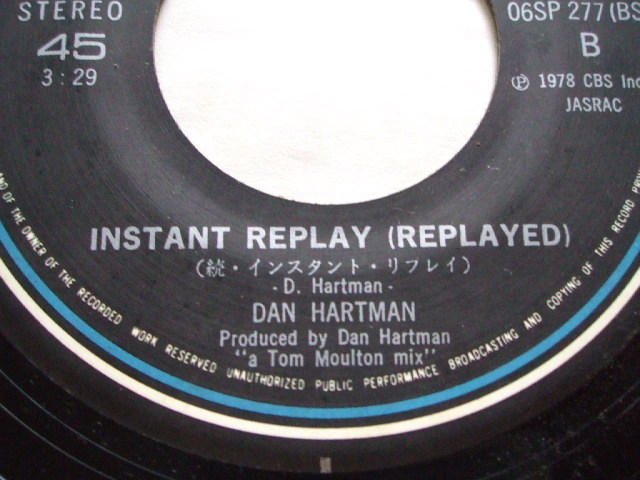 STEREO
45
3:29
06SP 277 (BS
B
Ⓟ 1978 CBS Inc
JASRAC
INSTANT REPLAY (REPLAYED)
(続・インスタント・リプレイ)
- D. Hartman -
DAN HARTMAN
Produced by Dan Hartman
"a Tom Moulton mix"
AND OF THE OWNER OF THE RECORDED WORK RESERVED UNAUTHORIZED PUBLIC PERFORMANCE BROADCASTING AND COPYING OF THIS RECORD